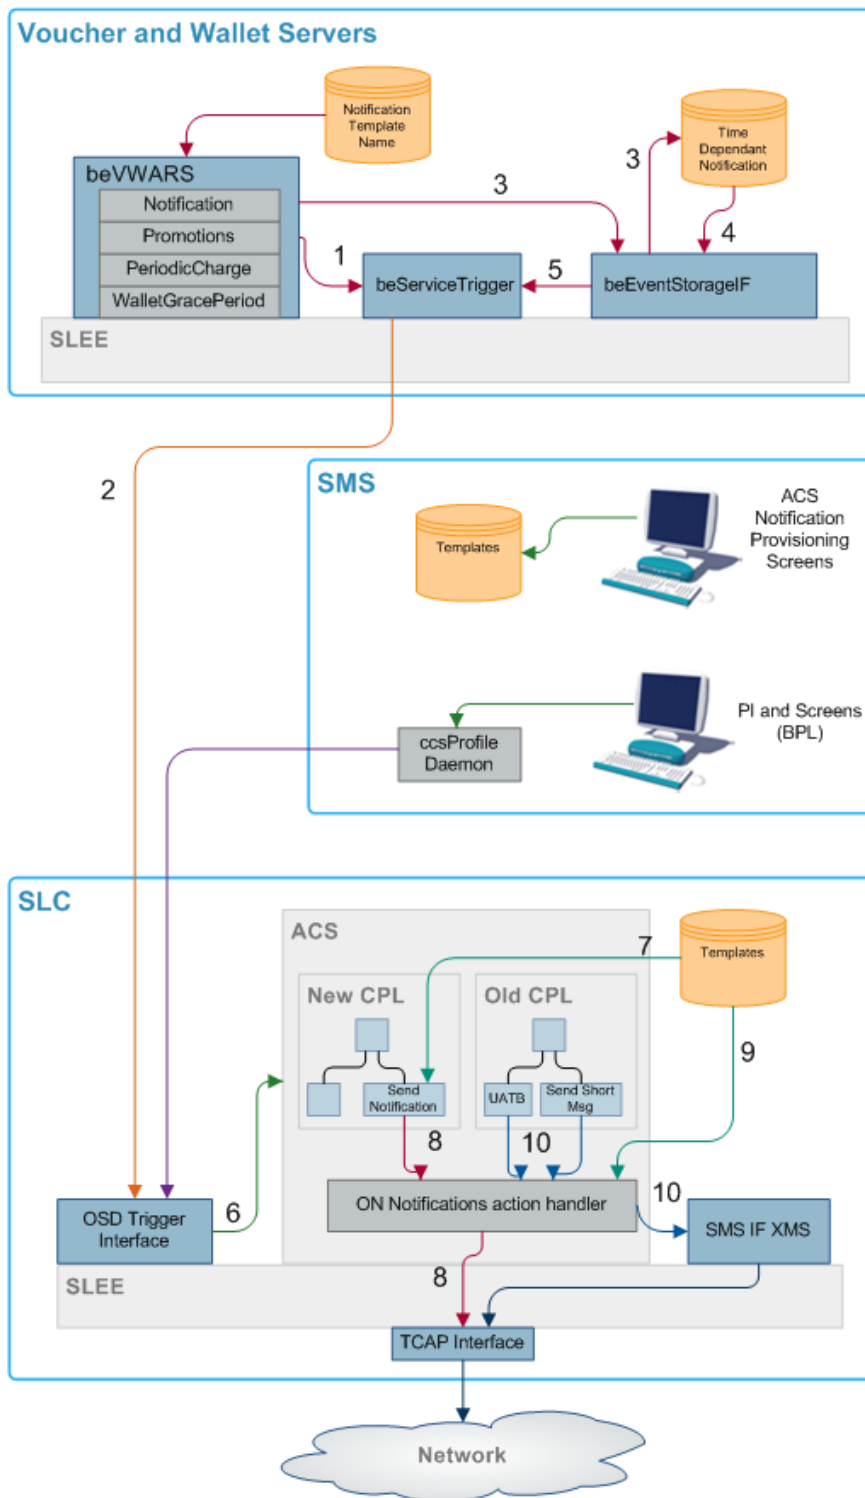 Voucher and Wallet Servers
Notification
Template
Name
Time
Dependant
Notification
beVWARS
Notification
Promotions
PeriodicCharge
WalletGracePeriod
3
3
4
1
5
beServiceTrigger
beEventStorageIF
SLEE
2
SMS
Templates
ACS
Notification
Provisioning
Screens
ccsProfile
Daemon
PI and Screens
(BPL)
SLC
ACS
7
Templates
New CPL
Old CPL
9
Send
Notification
UATB
Send Short
Msg
8
10
ON Notifications action handler
10
OSD Trigger
Interface
6
SMS IF XMS
8
SLEE
TCAP Interface
Network